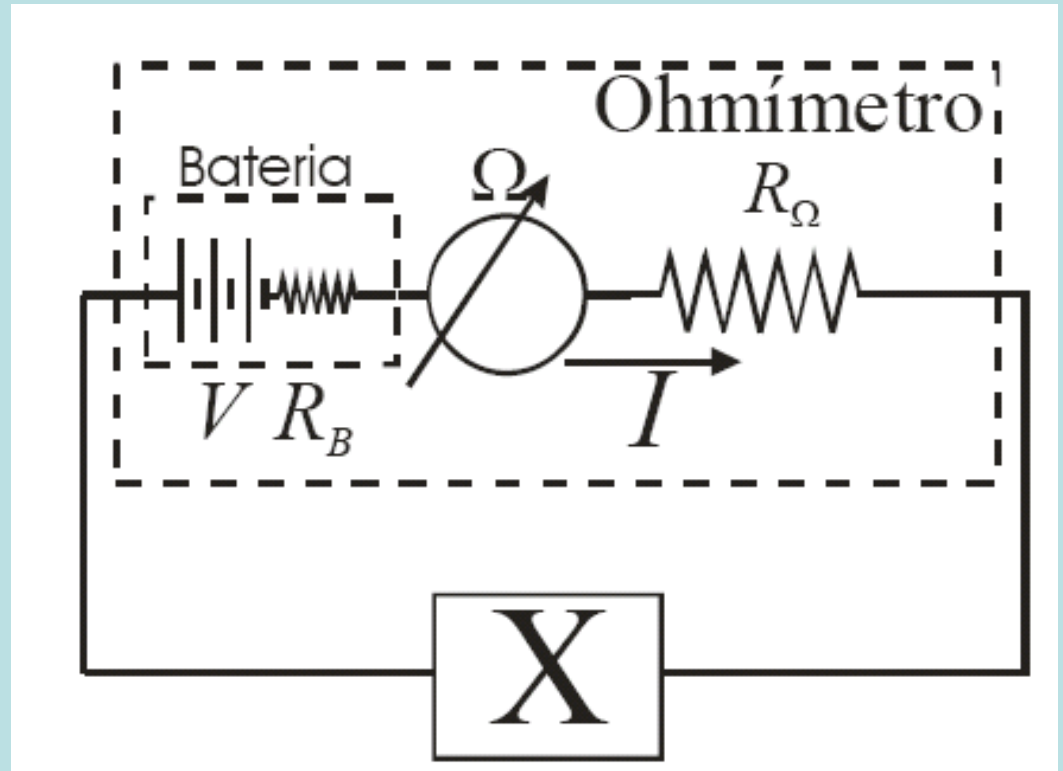 Ohmímetro
Bateria
Ω
R_Ω
V R_B
I
X